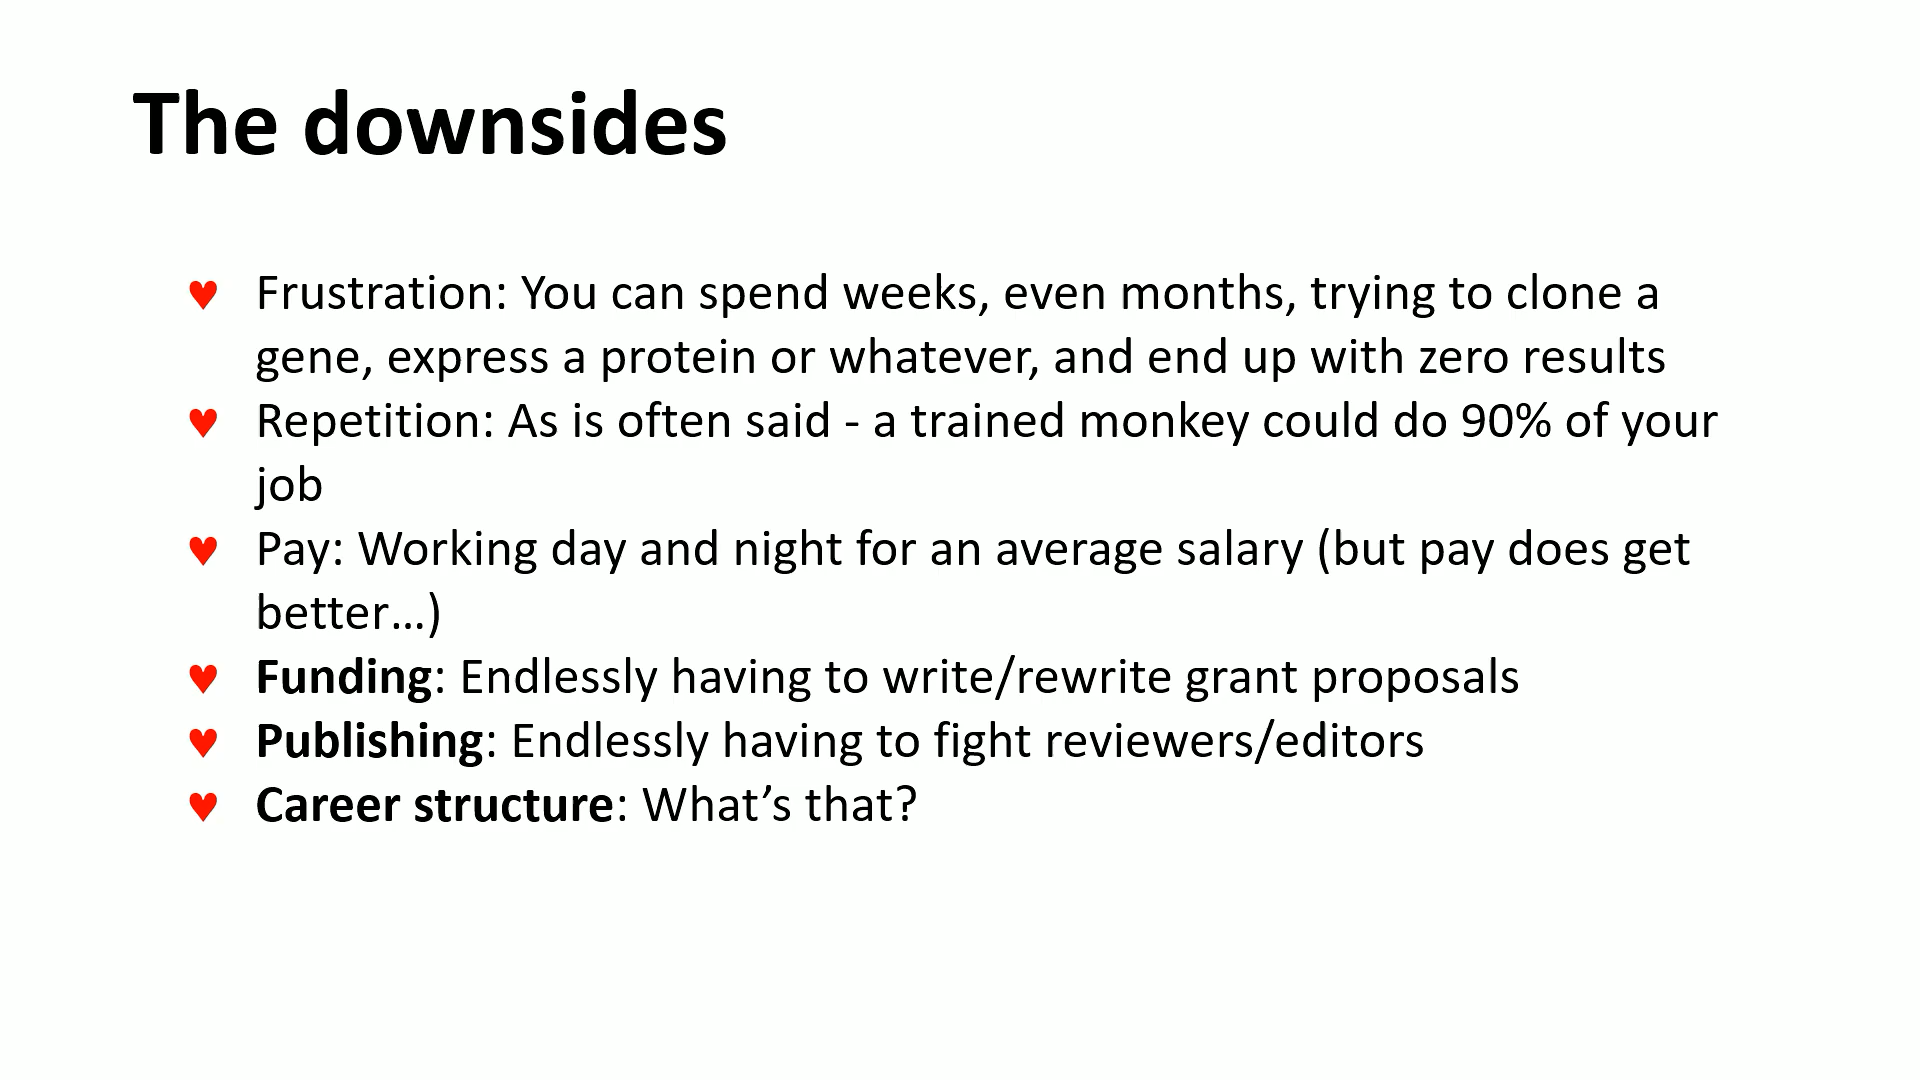 The downsides
♥ Frustration: You can spend weeks, even months, trying to clone a
gene, express a protein or whatever, and end up with zero results
♥ Repetition: As is often said - a trained monkey could do 90% of your
job
♥ Pay: Working day and night for an average salary (but pay does get
better…)
♥ Funding: Endlessly having to write/rewrite grant proposals
♥ Publishing: Endlessly having to fight reviewers/editors
♥ Career structure: What’s that?